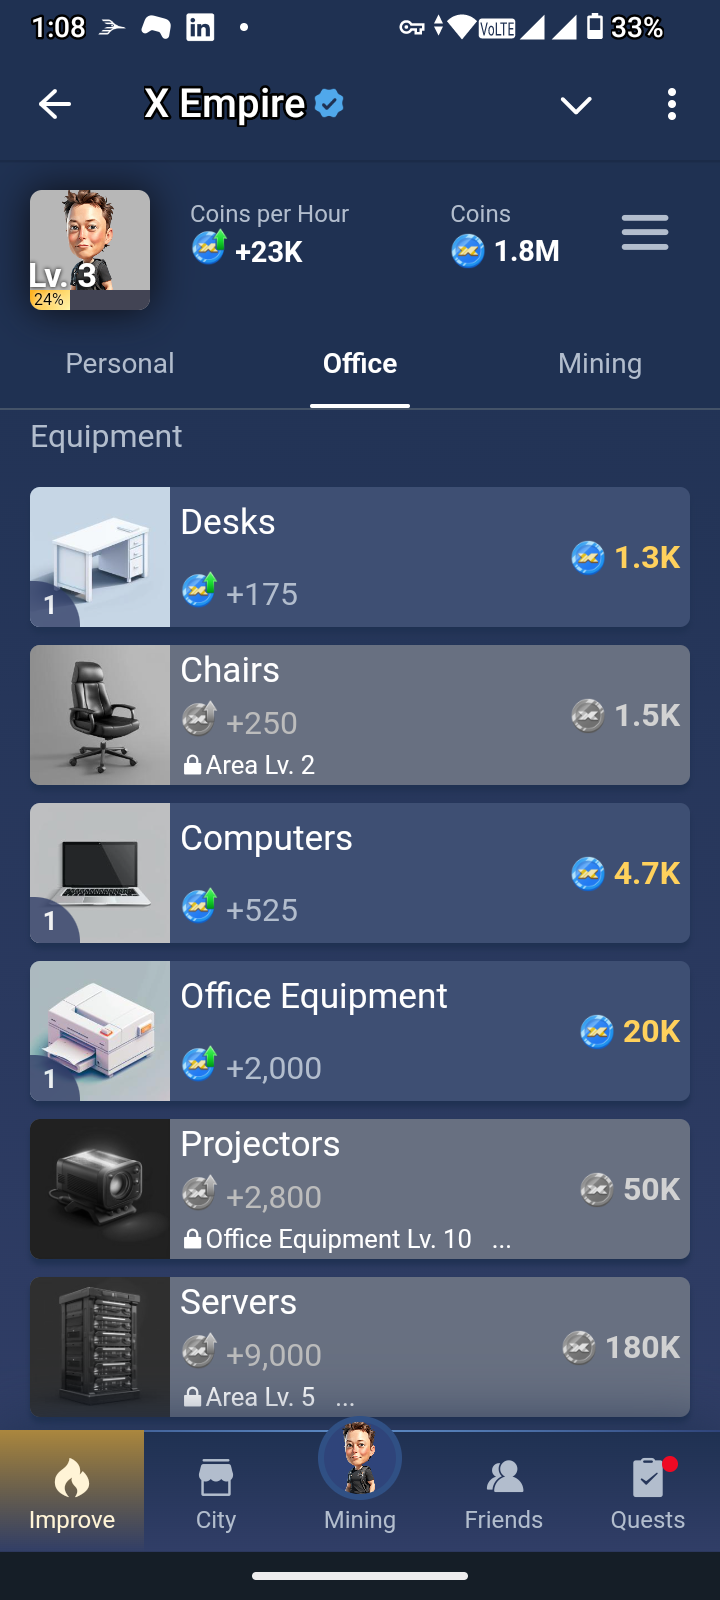 1:08
VoLTE
33%
X Empire
Coins per Hour
+23K
Coins
1.8M
Lv. 3
24%
Personal
Office
Mining
Equipment
Desks
+175
1.3K
1
Chairs
+250
1.5K
Area Lv. 2
Computers
+525
4.7K
1
Office Equipment
+2,000
20K
1
Projectors
+2,800
50K
Office Equipment Lv. 10 ...
Servers
+9,000
180K
Area Lv. 5 ...
Improve
City
Mining
Friends
Quests